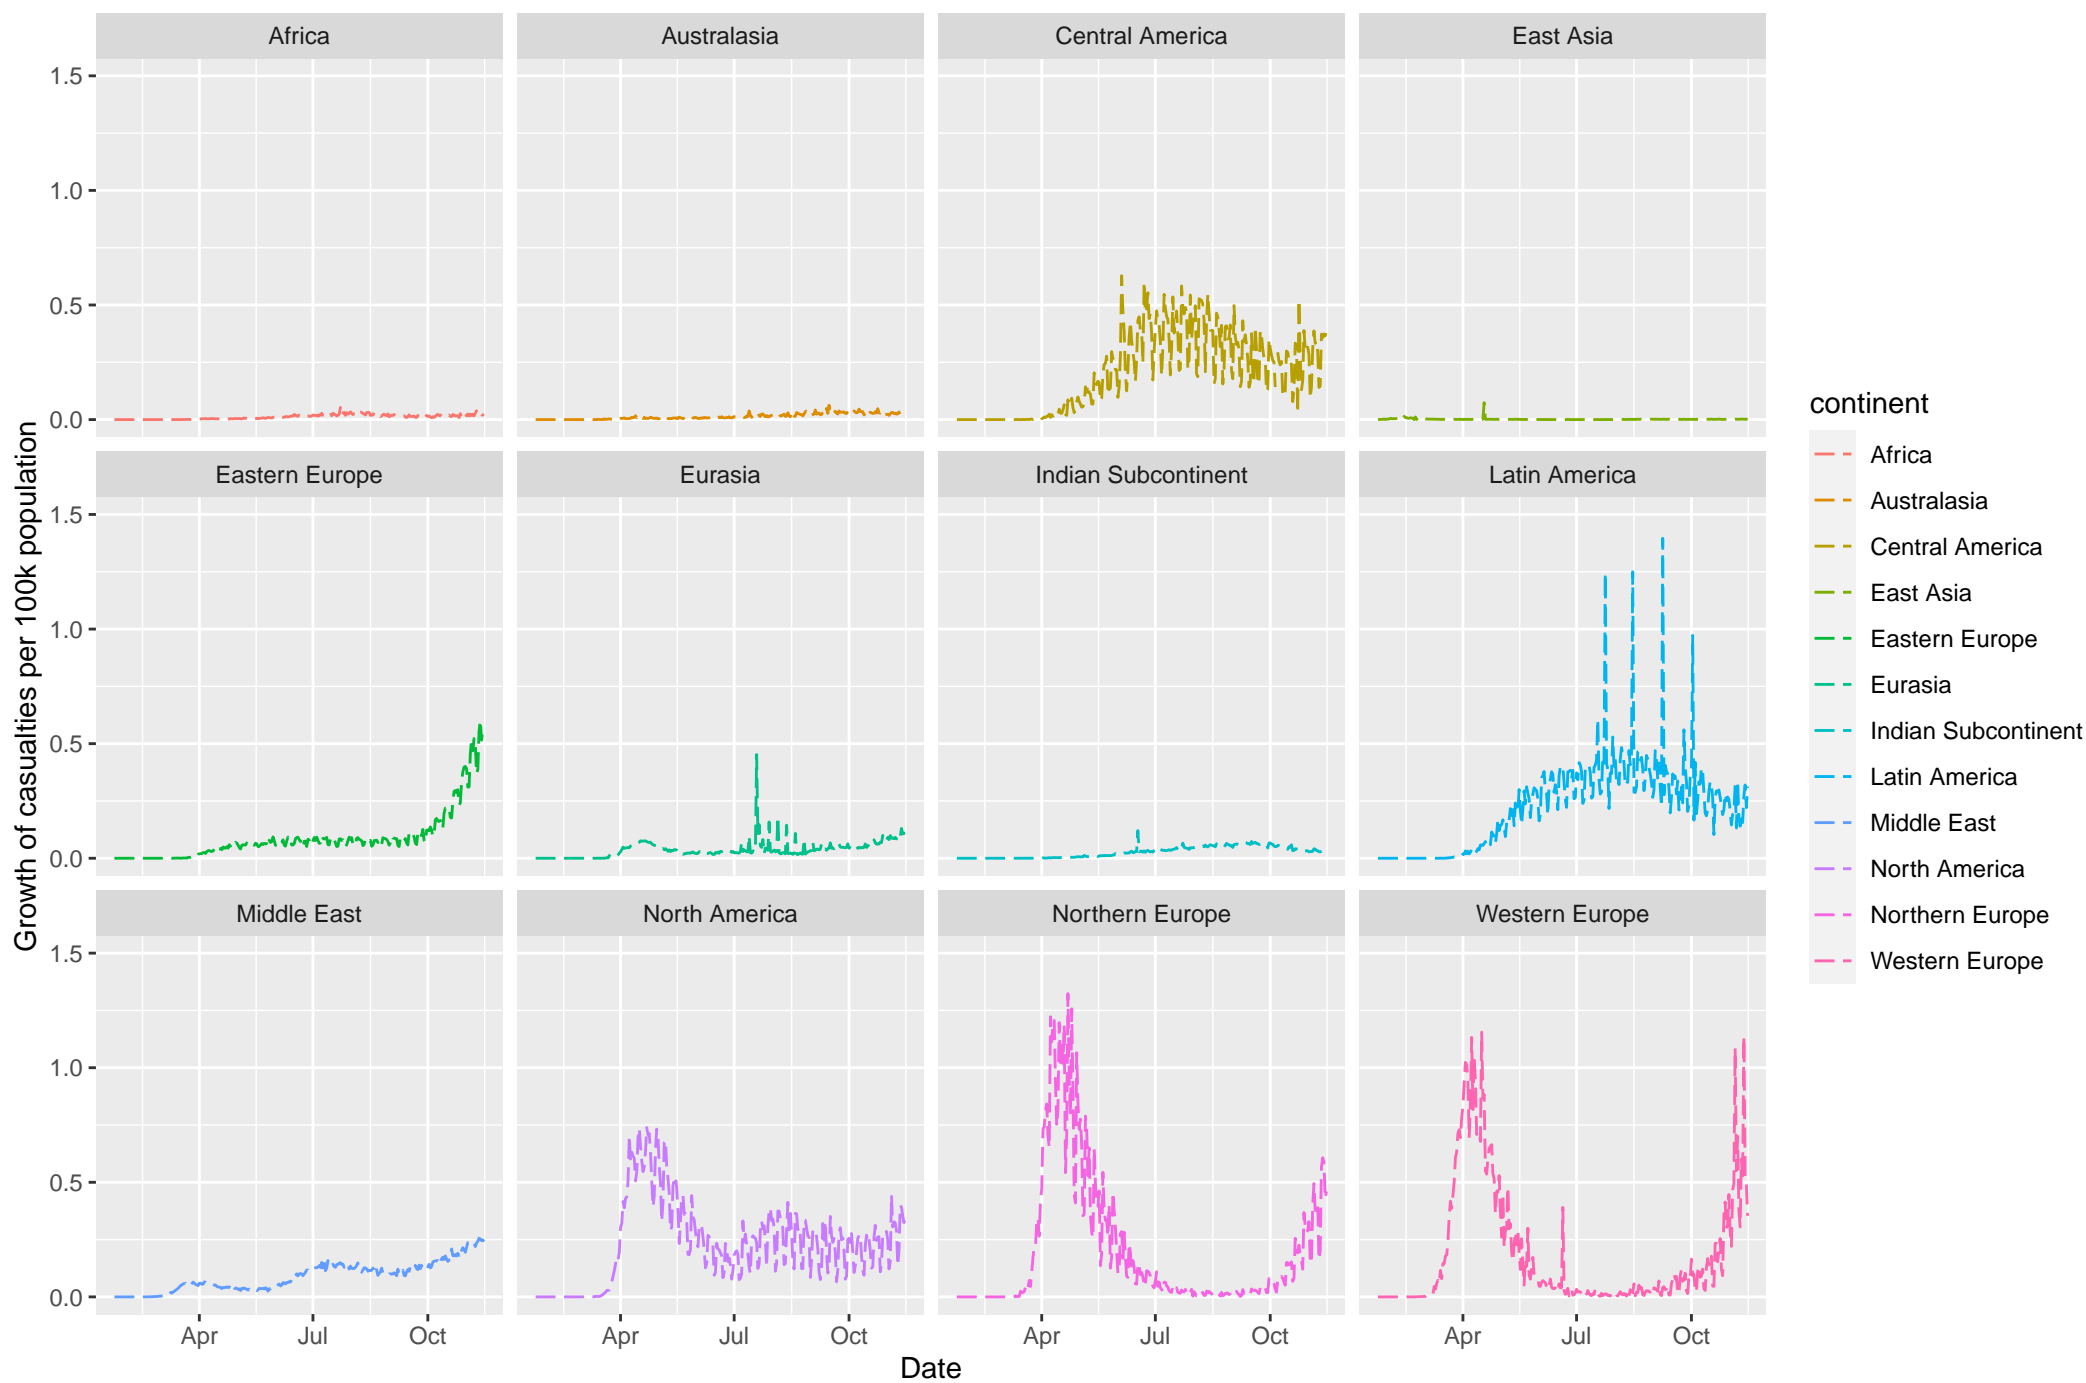 Africa
Australasia
Central America
East Asia
1.5
1.0
0.5
0.0
Eastern Europe
Eurasia
Indian Subcontinent
Latin America
1.5
1.0
0.5
0.0
Middle East
North America
Northern Europe
Western Europe
1.5
1.0
0.5
0.0
Apr Jul Oct
Apr Jul Oct
Apr Jul Oct
Apr Jul Oct
Date
Growth of casualties per 100k population
continent
Africa
Australasia
Central America
East Asia
Eastern Europe
Eurasia
Indian Subcontinent
Latin America
Middle East
North America
Northern Europe
Western Europe